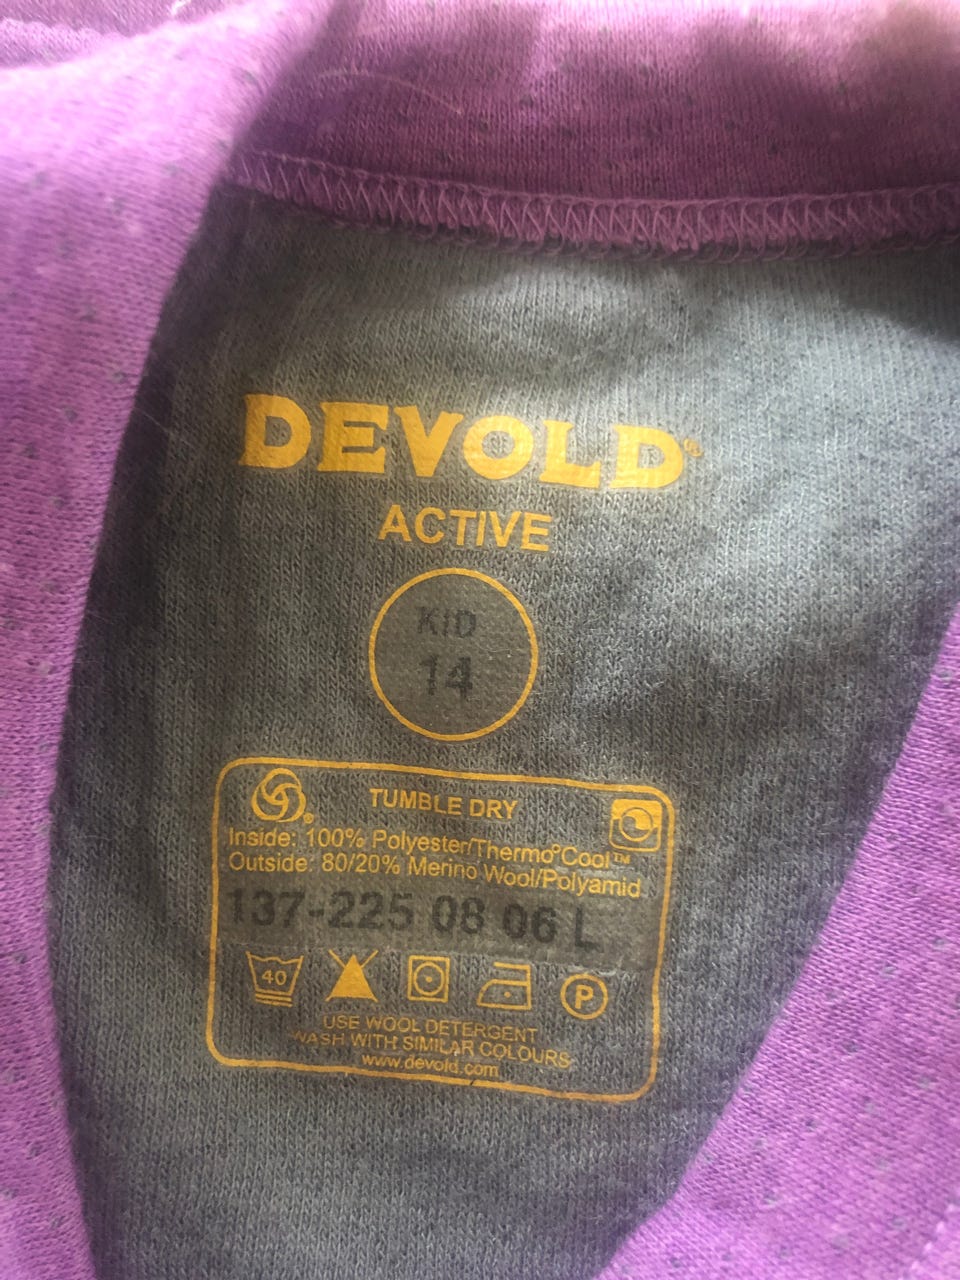 DEVOLD®
ACTIVE
KID
14
TUMBLE DRY
Inside: 100% Polyester/Thermo°Cool™
Outside: 80/20% Merino Wool/Polyamid
137-225 08 06 L
40
P
USE WOOL DETERGENT
WASH WITH SIMILAR COLOURS
www.devold.com